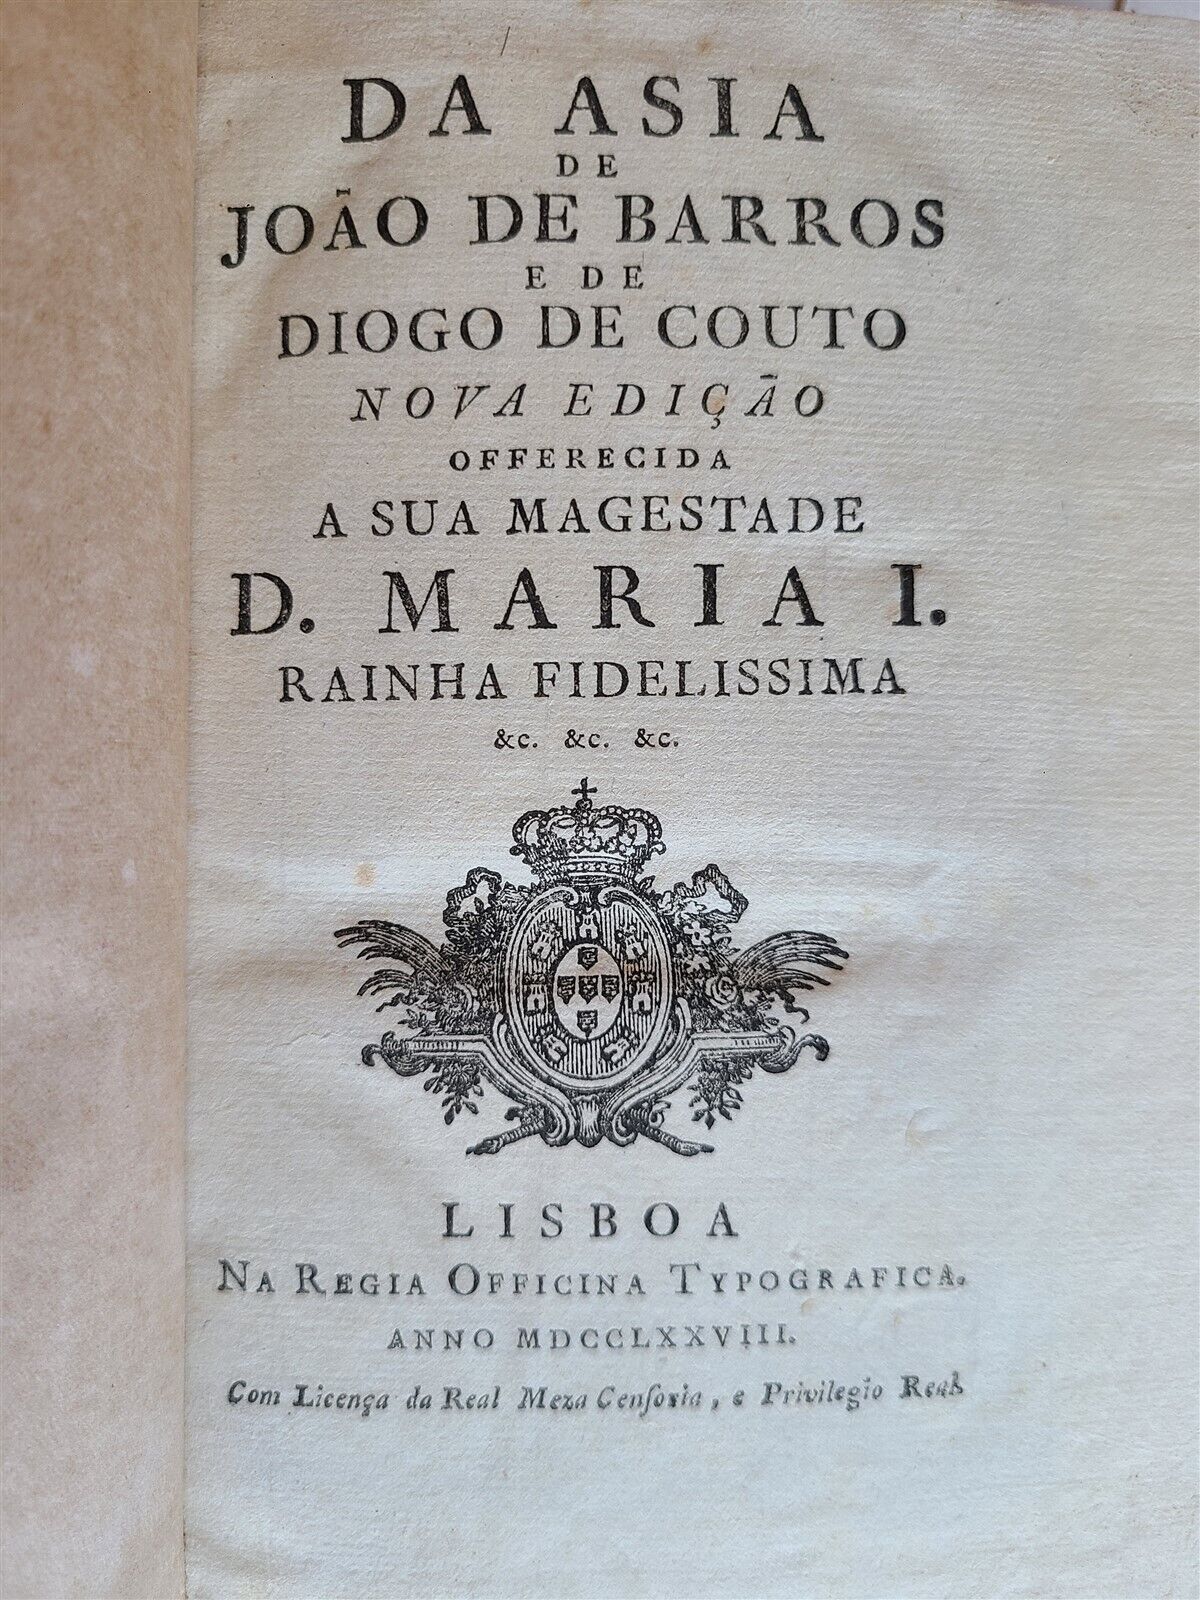 DA ASIA
DE
JOÃO DE BARROS
E DE
DIOGO DE COUTO
NOVA EDIÇÃO
OFFERECIDA
A SUA MAGESTADE
D. MARIA I.
RAINHA FIDELISSIMA
&c. &c. &c.
LISBOA
NA REGIA OFFICINA TYPOGRAFICA.
ANNO MDCCLXXVIII.
Com Licença da Real Meza Cenſoria, e Privilegio Real.